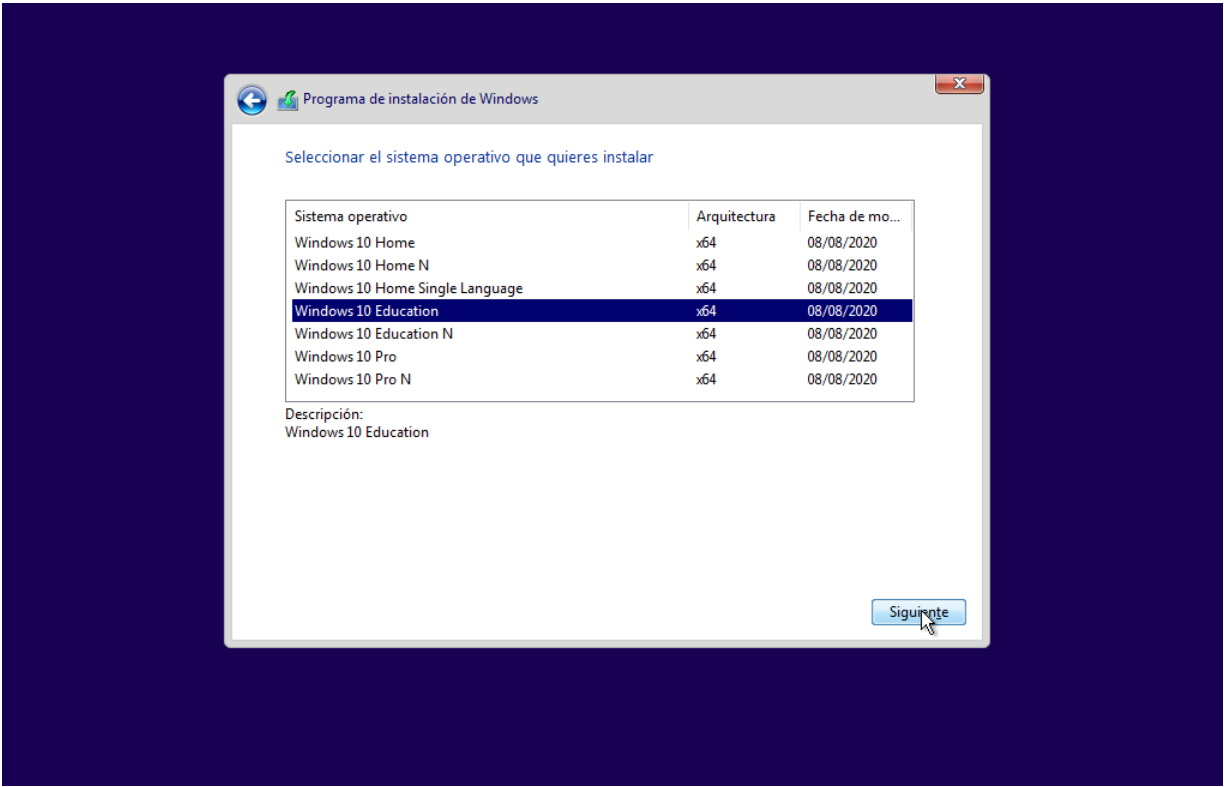 Programa de instalación de Windows
x
Seleccionar el sistema operativo que quieres instalar
Sistema operativo Arquitectura Fecha de mo...
Windows 10 Home x64 08/08/2020
Windows 10 Home N x64 08/08/2020
Windows 10 Home Single Language x64 08/08/2020
Windows 10 Education x64 08/08/2020
Windows 10 Education N x64 08/08/2020
Windows 10 Pro x64 08/08/2020
Windows 10 Pro N x64 08/08/2020
Descripción:
Windows 10 Education
Siguiente